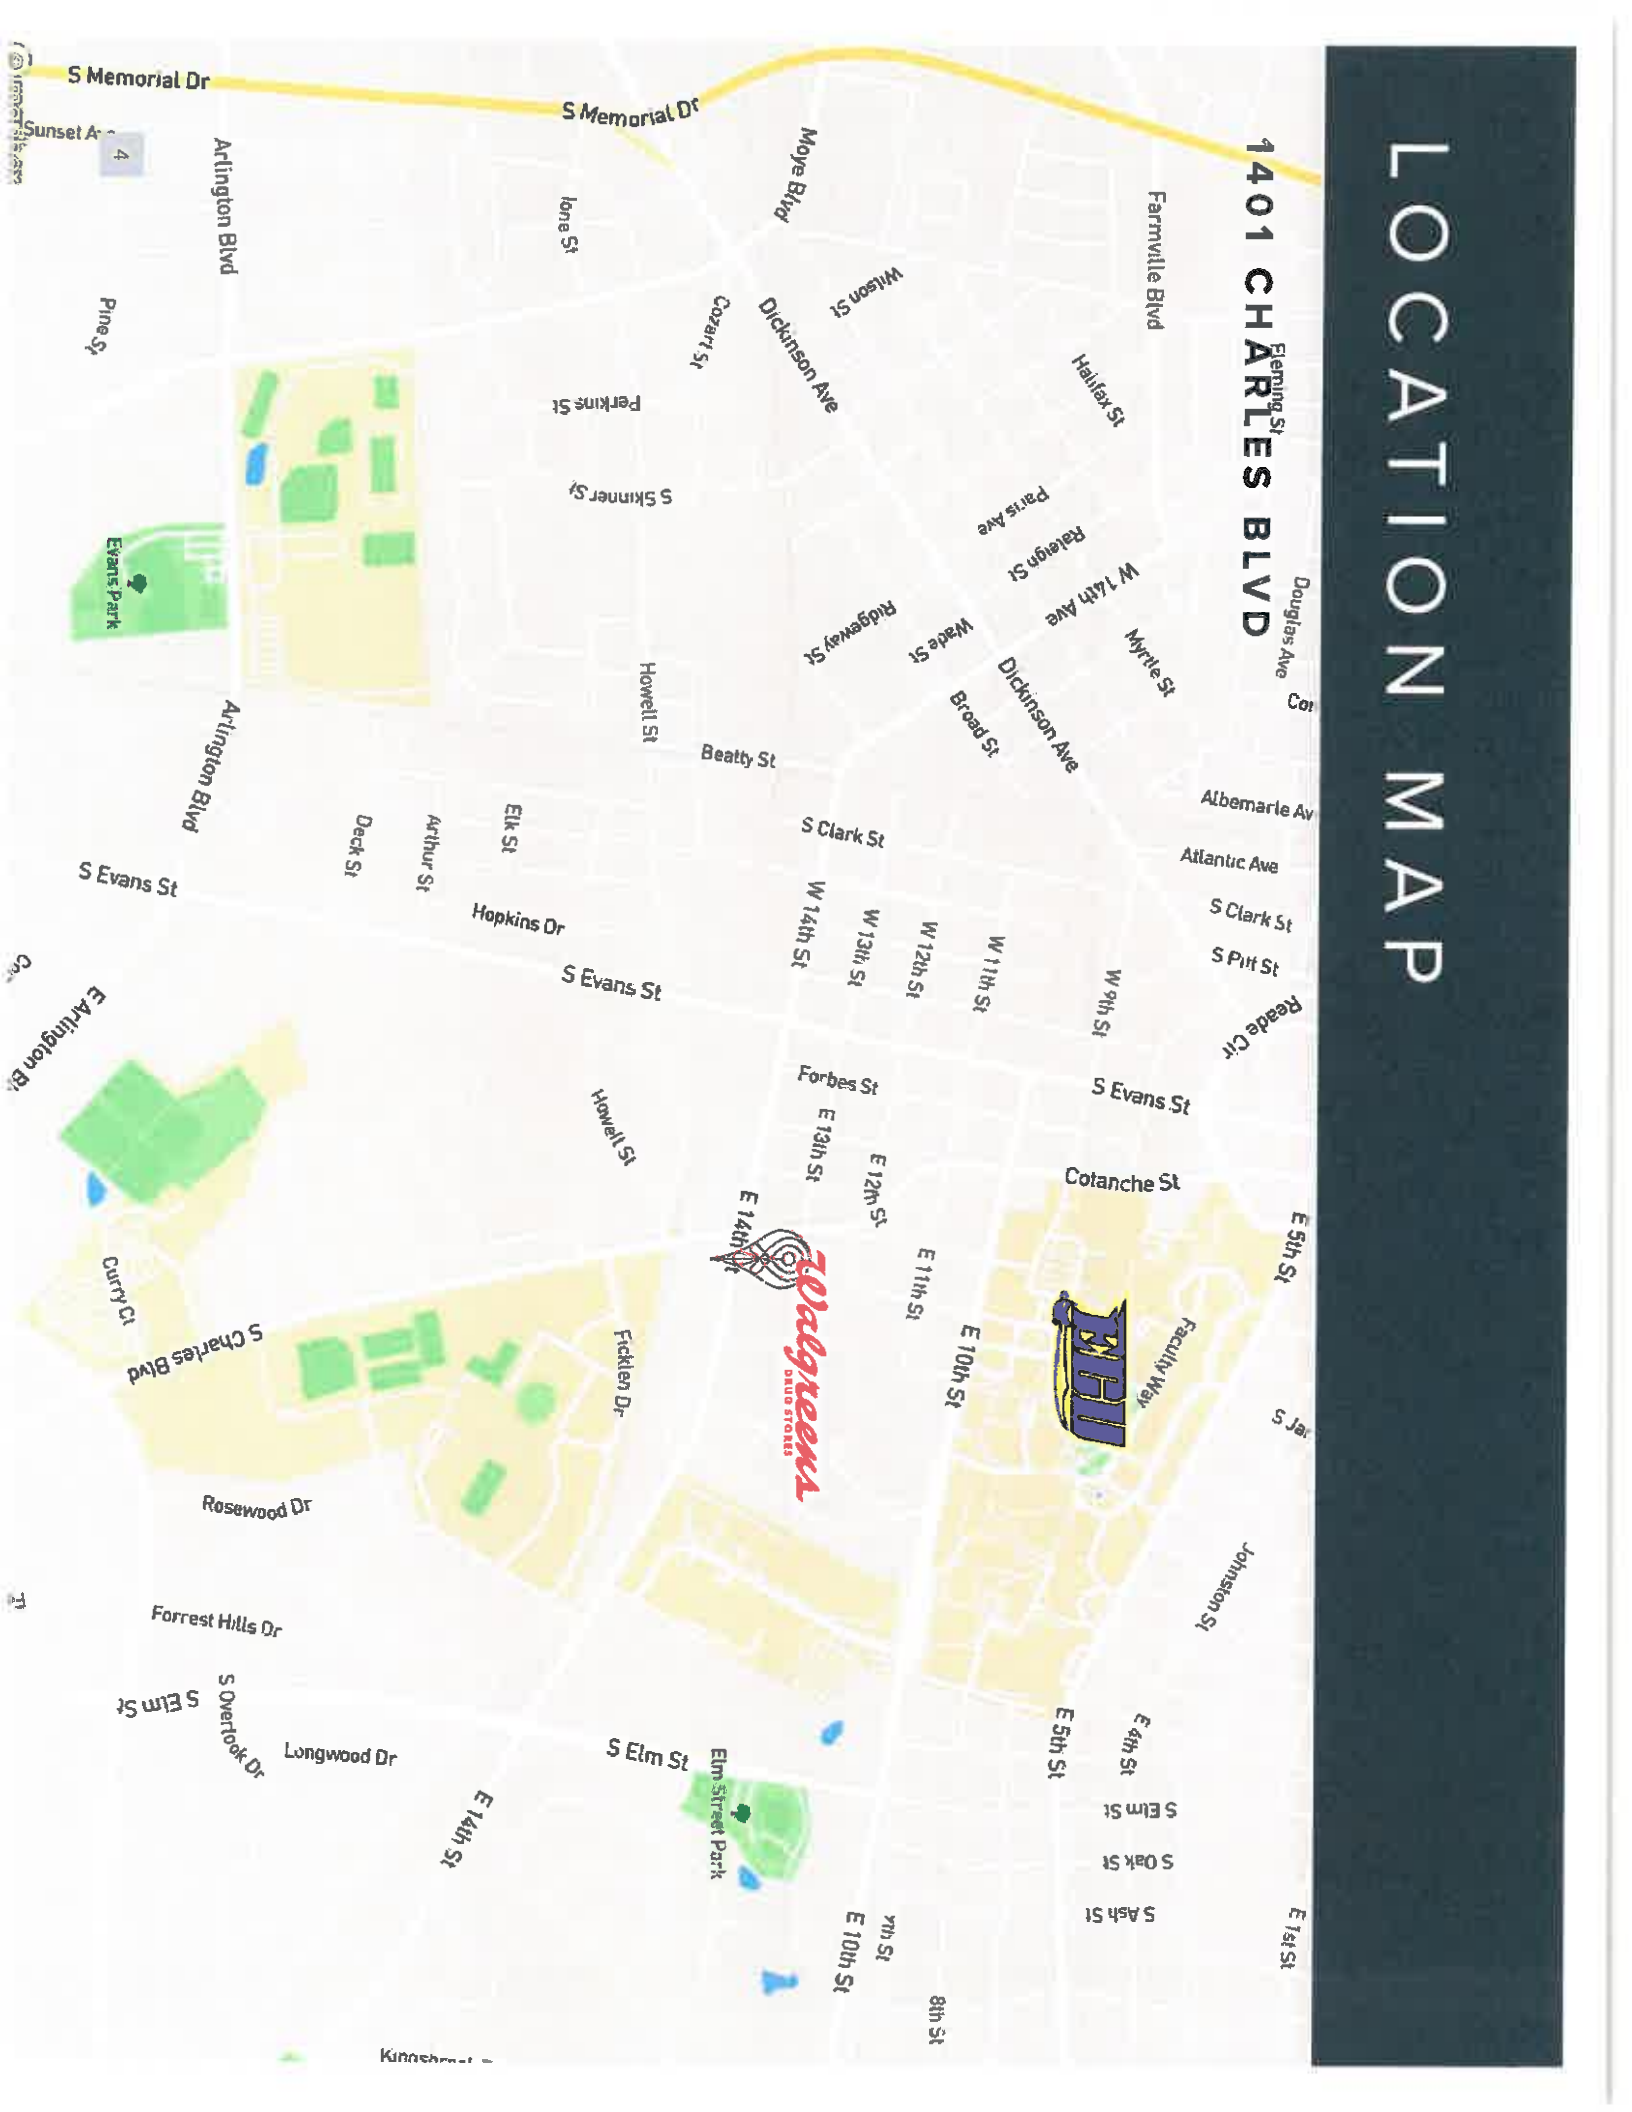 LOCATION MAP
1401 CHARLES BLVD
Fleming St
Douglas Ave
Farmville Blvd
Halifax St
Myrtle St
Albemarle Av
Atlantic Ave
S Clark St
S Pitt St
Reade Cir
E 5th St
Johnston St
E 1st St
Moye Blvd
Wilson St
Dickinson Ave
Cozart St
Paris Ave
Raleigh St
W 14th Ave
Ridgeway St
Wade St
Dickinson Ave
Broad St
W 9th St
S Evans St
Cotanche St
Faculty Way
ECU
E 5th St
E 4th St
S Elm St
S Oak St
S Ash St
S Memorial Dr
Ione St
Perkins St
S Skinner St
Howell St
Beatty St
S Clark St
W 14th St
W 13th St
W 12th St
W 11th St
Forbes St
E 13th St
E 12th St
E 11th St
E 10th St
E 14th St
Walgreens
DRUG STORES
S Memorial Dr
Arlington Blvd
Pine St
4
Evans Park
Arlington Blvd
Deck St
Arthur St
Elk St
Hopkins Dr
S Evans St
S Evans St
Howell St
E Arlington
Curry Ct
S Charles Blvd
Ficklen Dr
Rosewood Dr
Forrest Hills Dr
S Elm St
S Overlook Dr
Longwood Dr
S Elm St
Elm Street Park
E 14th St
E 10th St
8th St